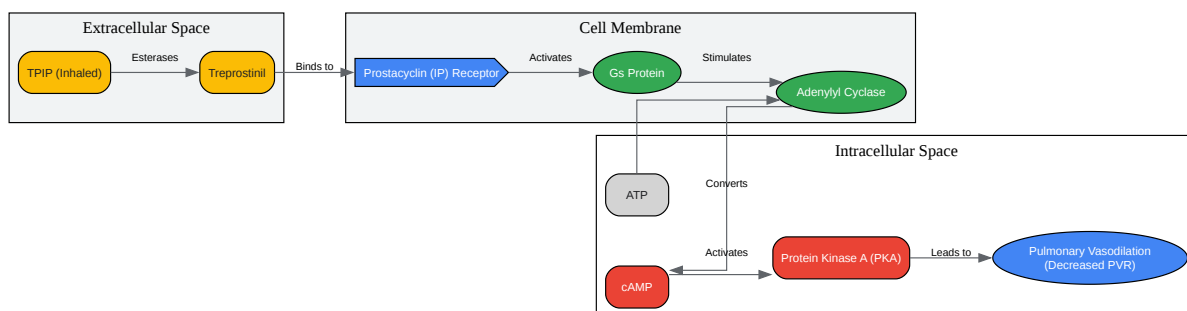 Extracellular Space
TPIP (Inhaled)
Esterases
Treprostinil
Binds to
Cell Membrane
Prostacyclin (IP) Receptor
Activates
Gs Protein
Stimulates
Adenylyl Cyclase
Intracellular Space
ATP
Converts
cAMP
Activates
Protein Kinase A (PKA)
Leads to
Pulmonary Vasodilation
(Decreased PVR)